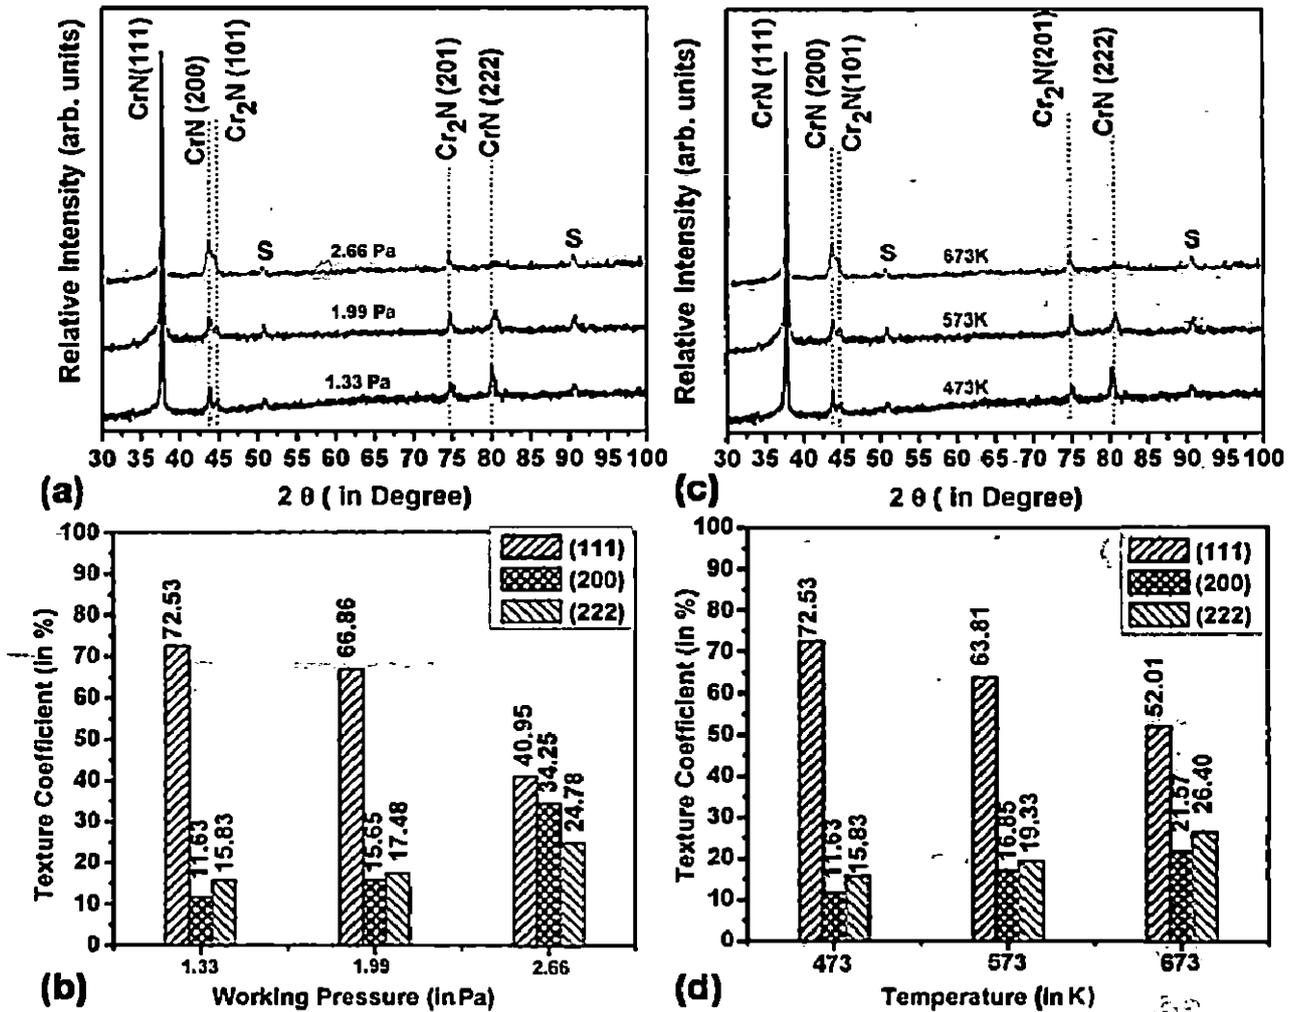 Relative Intensity (arb. units)
CrN(111)
CrN (200)
Cr2N (101)
Cr2N (201)
CrN (222)
S
S
2.66 Pa
1.99 Pa
1.33 Pa
30 35 40 45 50 55 60 65 70 75 80 85 90 95 100
(a)
2 θ ( in Degree)
Relative Intensity (arb. units)
CrN (111)
CrN (200)
Cr2N(101)
Cr2N(201)
CrN (222)
S
S
673K
573K
473K
30 35 40 45 50 55 60 65 70 75 80 85 90 95 100
(c)
2 θ ( in Degree)
Texture Coefficient (in %)
100
90
80
70
60
50
40
30
20
10
0
(111)
(200)
(222)
72.53
11.63
15.83
66.86
15.65
17.48
40.95
34.25
24.78
1.33 1.99 2.66
(b)
Working Pressure (in Pa)
Texture Coefficient (in %)
100
90
80
70
60
50
40
30
20
10
0
(111)
(200)
(222)
72.53
11.63
15.83
63.81
16.85
19.33
52.01
21.57
26.40
473 573 673
(d)
Temperature (in K)